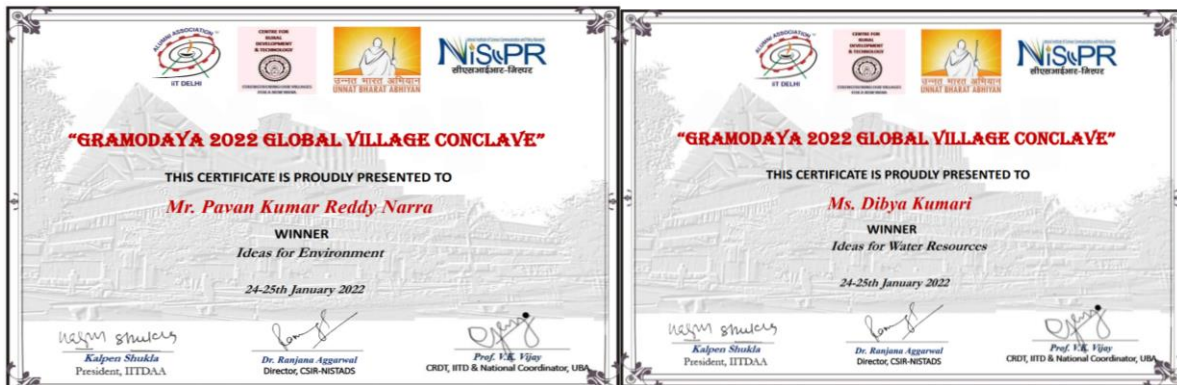 ALUMNI ASSOCIATION
IIT DELHI
CENTRE FOR
RURAL
DEVELOPMENT
& TECHNOLOGY
उन्नत भारत अभियान
UNNAT BHARAT ABHIYAN
NIScPR
सीएसआईआर-निस्पर
"GRAMODAYA 2022 GLOBAL VILLAGE CONCLAVE"
THIS CERTIFICATE IS PROUDLY PRESENTED TO
Mr. Pavan Kumar Reddy Narra
WINNER
Ideas for Environment
24-25th January 2022
Kalpen Shukla
Kalpen Shukla
President, IITDAA
Dr. Ranjana Aggarwal
Director, CSIR-NISTADS
Prof. V.K. Vijay
CRDT, IITD & National Coordinator, UBA
ALUMNI ASSOCIATION
IIT DELHI
CENTRE FOR
RURAL
DEVELOPMENT
& TECHNOLOGY
उन्नत भारत अभियान
UNNAT BHARAT ABHIYAN
NIScPR
सीएसआईआर-निस्पर
"GRAMODAYA 2022 GLOBAL VILLAGE CONCLAVE"
THIS CERTIFICATE IS PROUDLY PRESENTED TO
Ms. Dibya Kumari
WINNER
Ideas for Water Resources
24-25th January 2022
Kalpen Shukla
Kalpen Shukla
President, IITDAA
Dr. Ranjana Aggarwal
Director, CSIR-NISTADS
Prof. V.K. Vijay
CRDT, IITD & National Coordinator, UBA